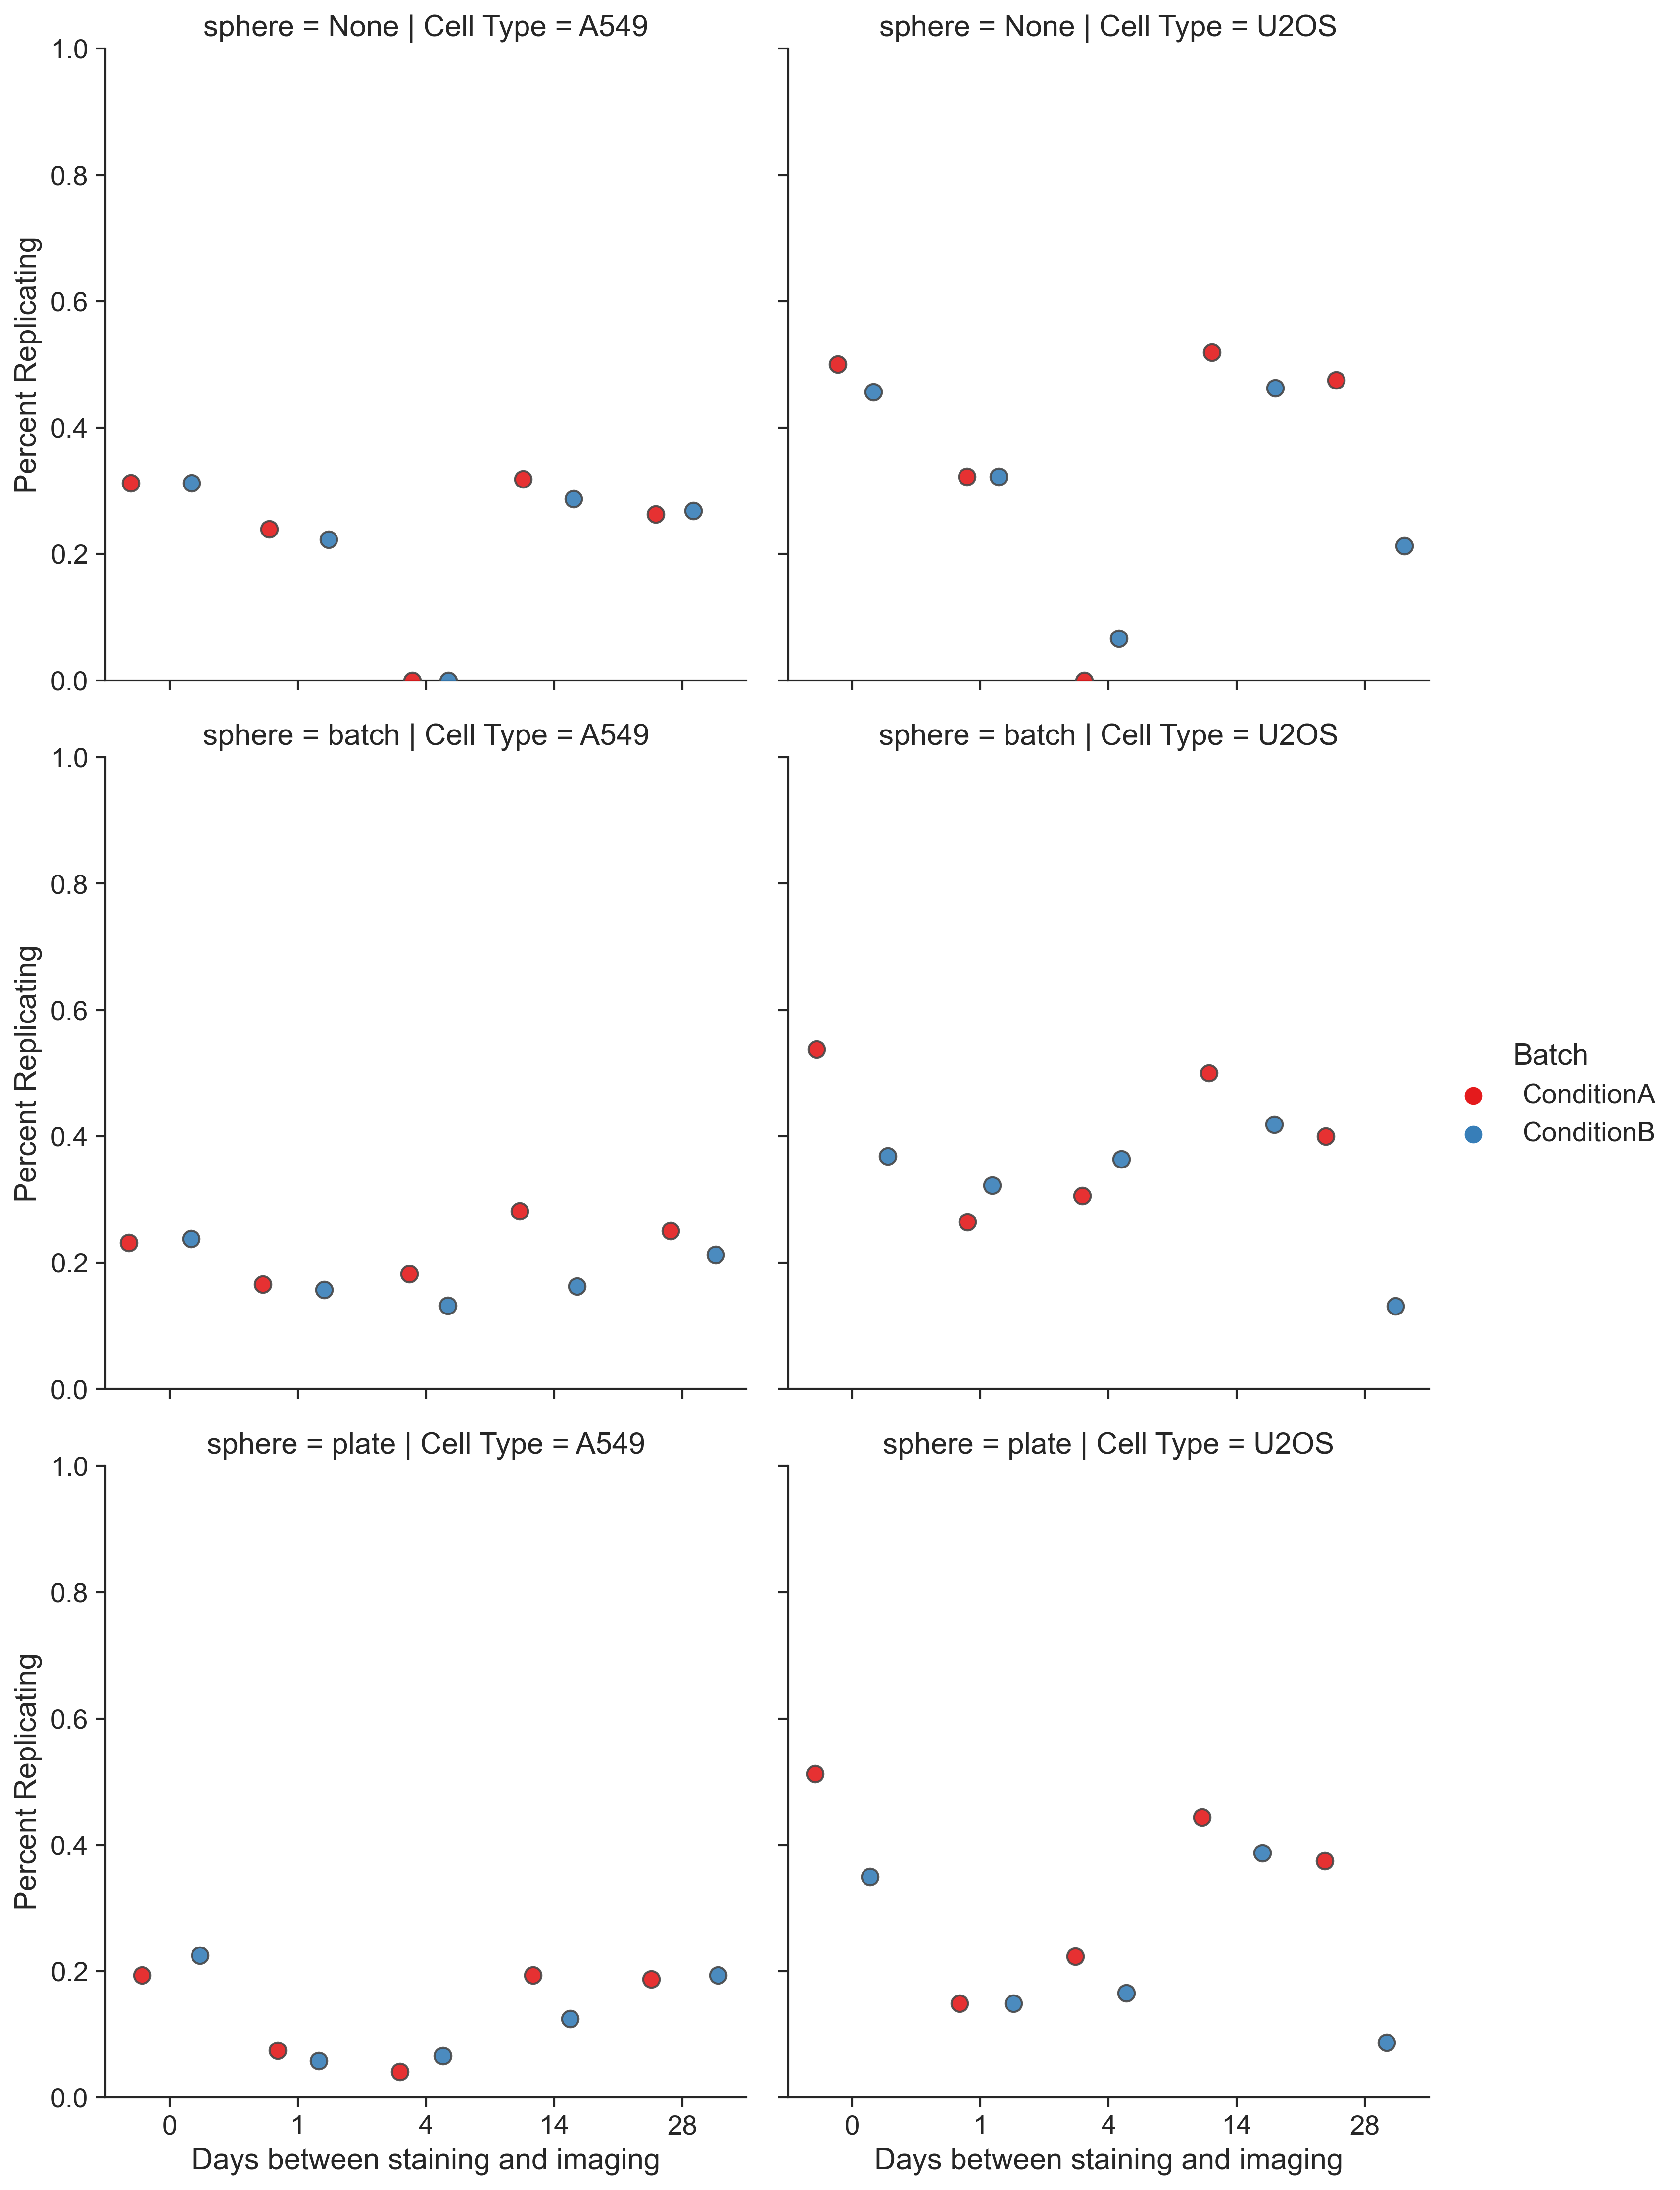 sphere = None | Cell Type = A549
sphere = None | Cell Type = U2OS
1.0
0.8
0.6
0.4
0.2
0.0
Percent Replicating
sphere = batch | Cell Type = A549
sphere = batch | Cell Type = U2OS
1.0
0.8
0.6
0.4
0.2
0.0
Percent Replicating
Batch
ConditionA
ConditionB
sphere = plate | Cell Type = A549
sphere = plate | Cell Type = U2OS
1.0
0.8
0.6
0.4
0.2
0.0
Percent Replicating
0 1 4 14 28
0 1 4 14 28
Days between staining and imaging
Days between staining and imaging